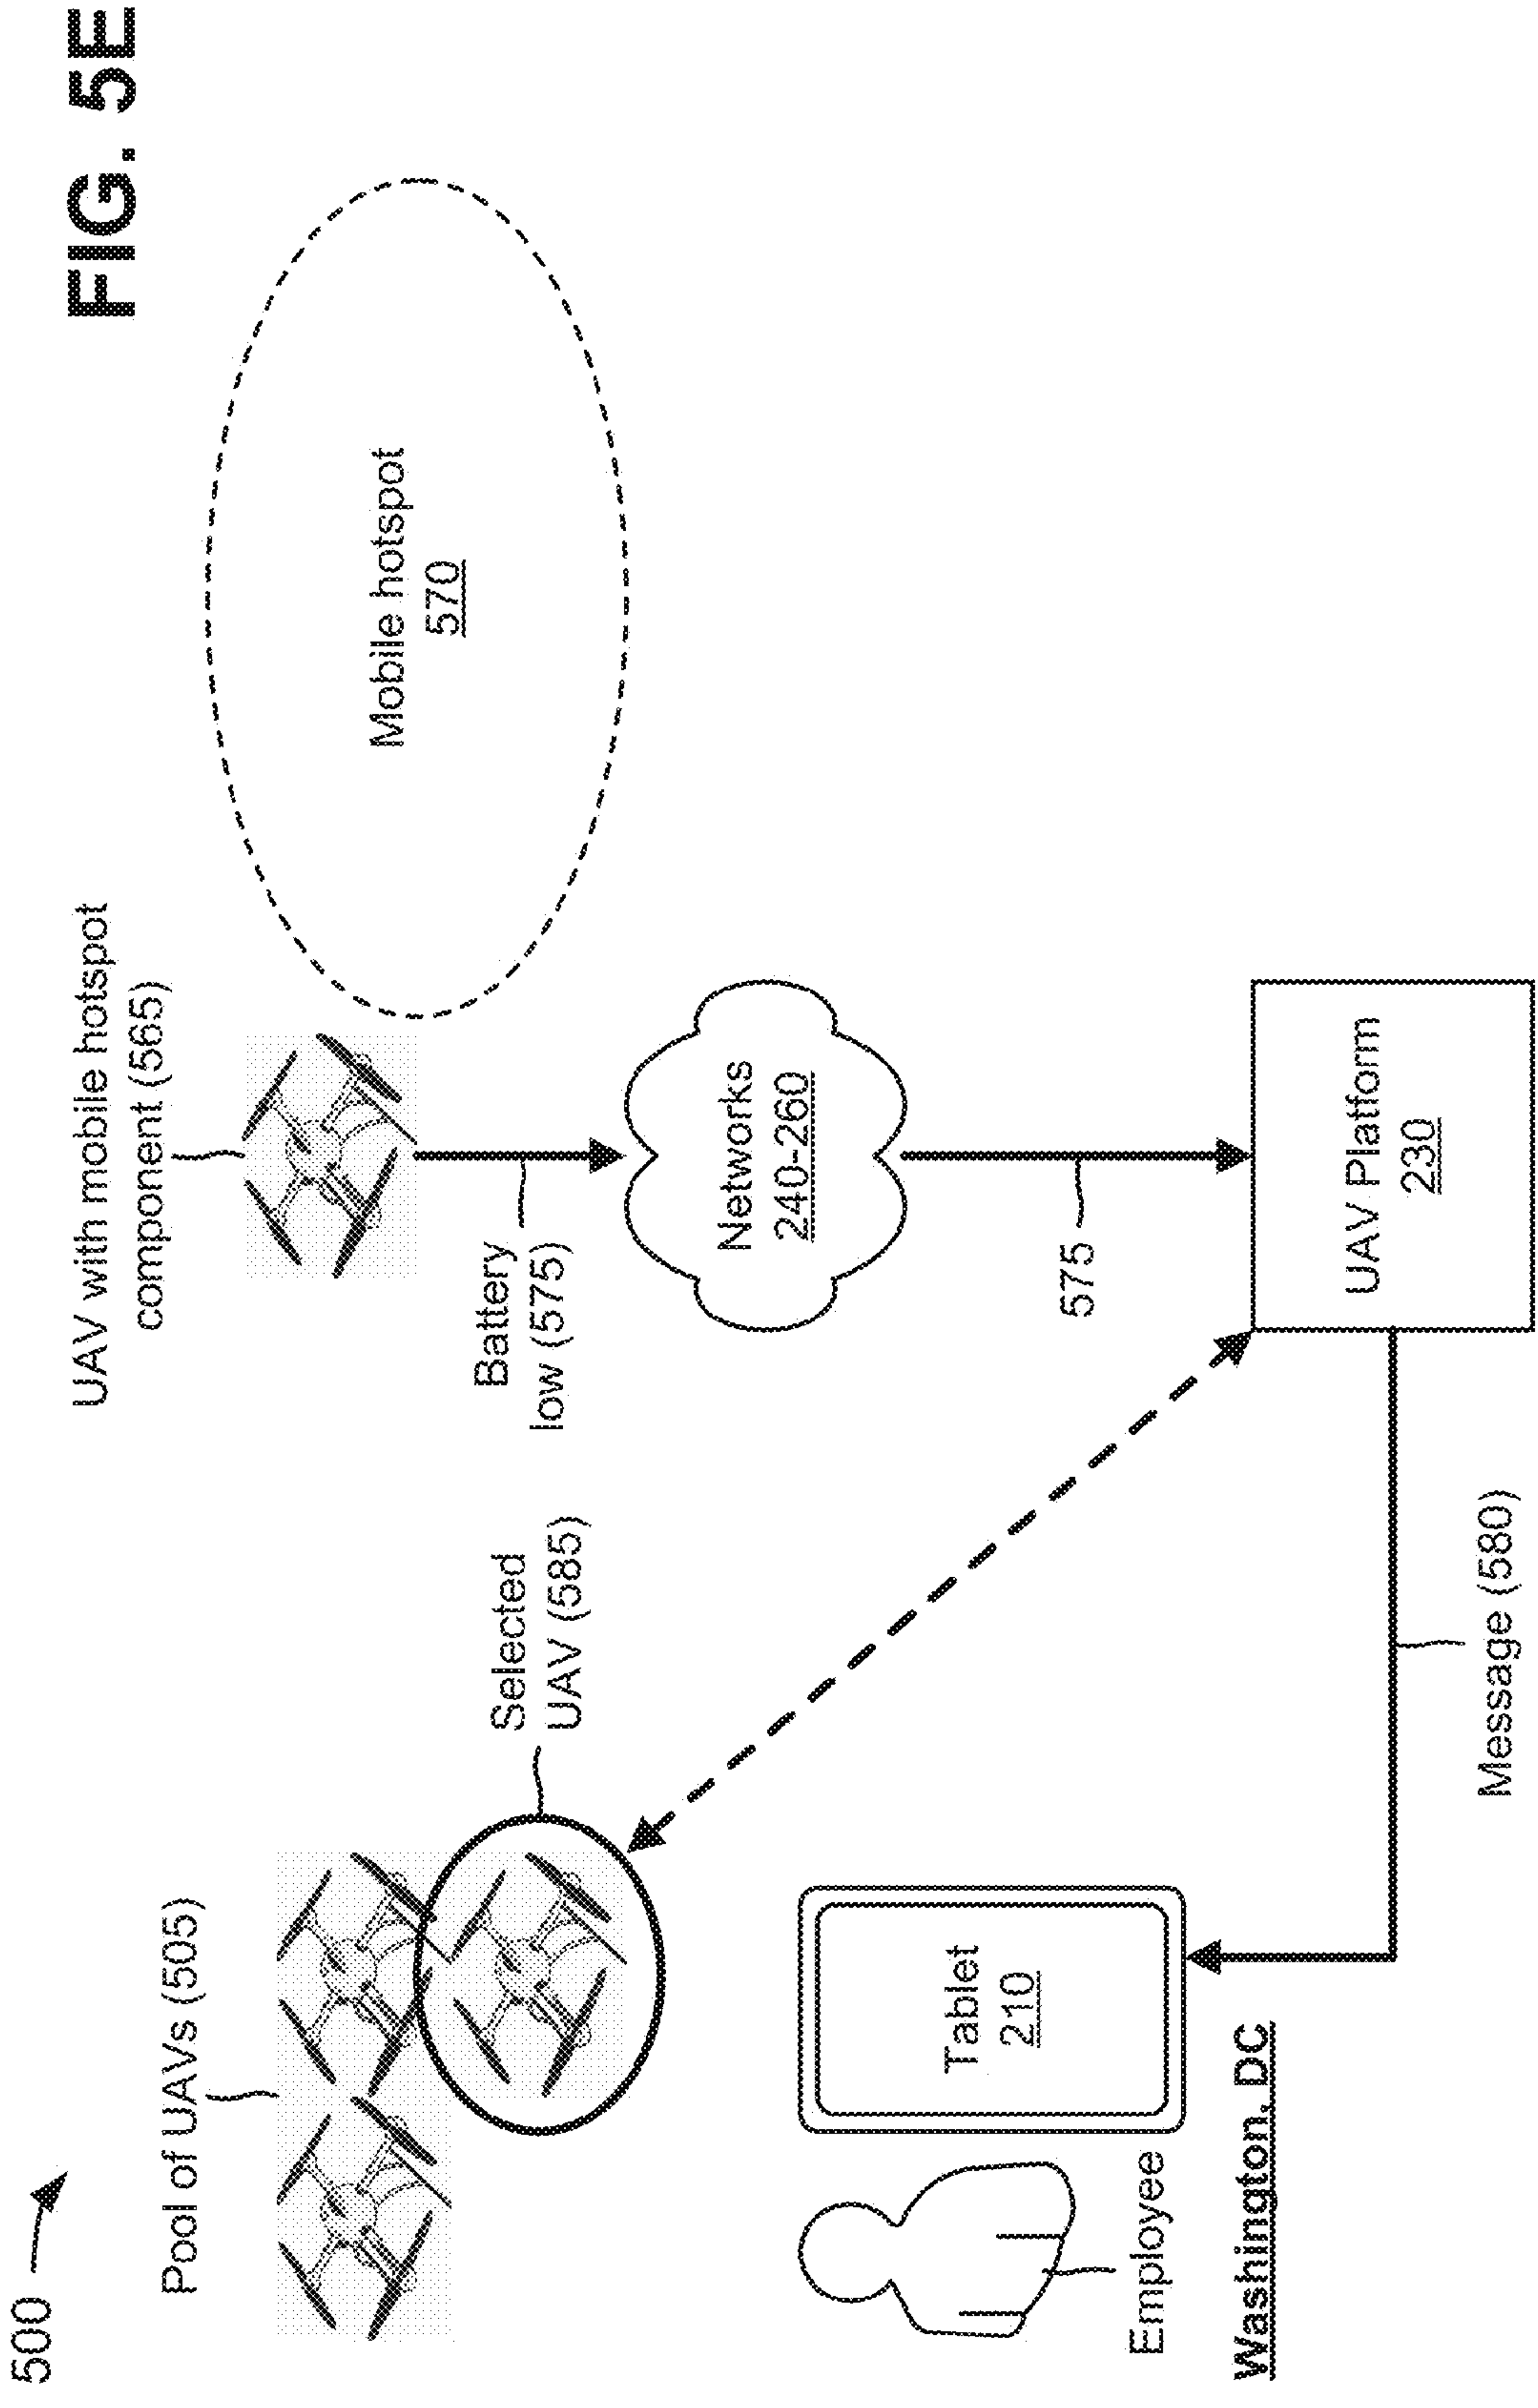 500
Pool of UAVs (505)
UAV with mobile hotspot
component (565)
FIG. 5E
Mobile hotspot
570
Selected
UAV (585)
Battery
low (575)
Networks
240-260
575
Tablet
210
Employee
Washington, DC
UAV Platform
230
Message (580)